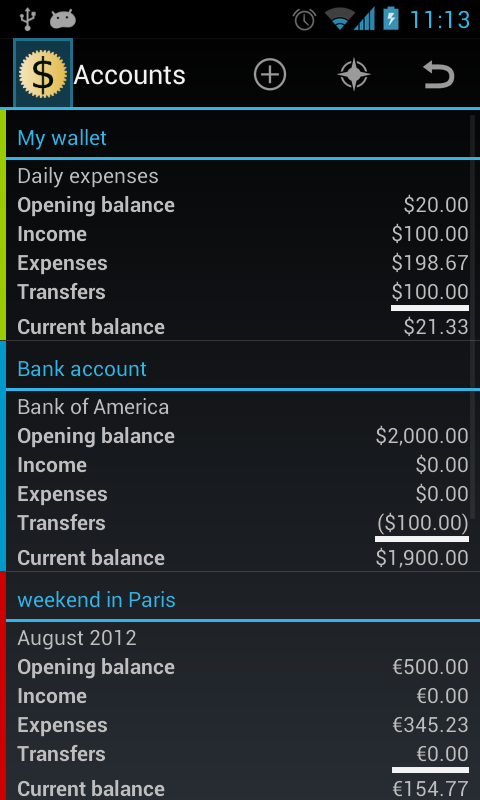 11:13
$ Accounts
My wallet
Daily expenses
Opening balance $20.00
Income $100.00
Expenses $198.67
Transfers $100.00
Current balance $21.33
Bank account
Bank of America
Opening balance $2,000.00
Income $0.00
Expenses $0.00
Transfers ($100.00)
Current balance $1,900.00
weekend in Paris
August 2012
Opening balance €500.00
Income €0.00
Expenses €345.23
Transfers €0.00
Current balance €154.77